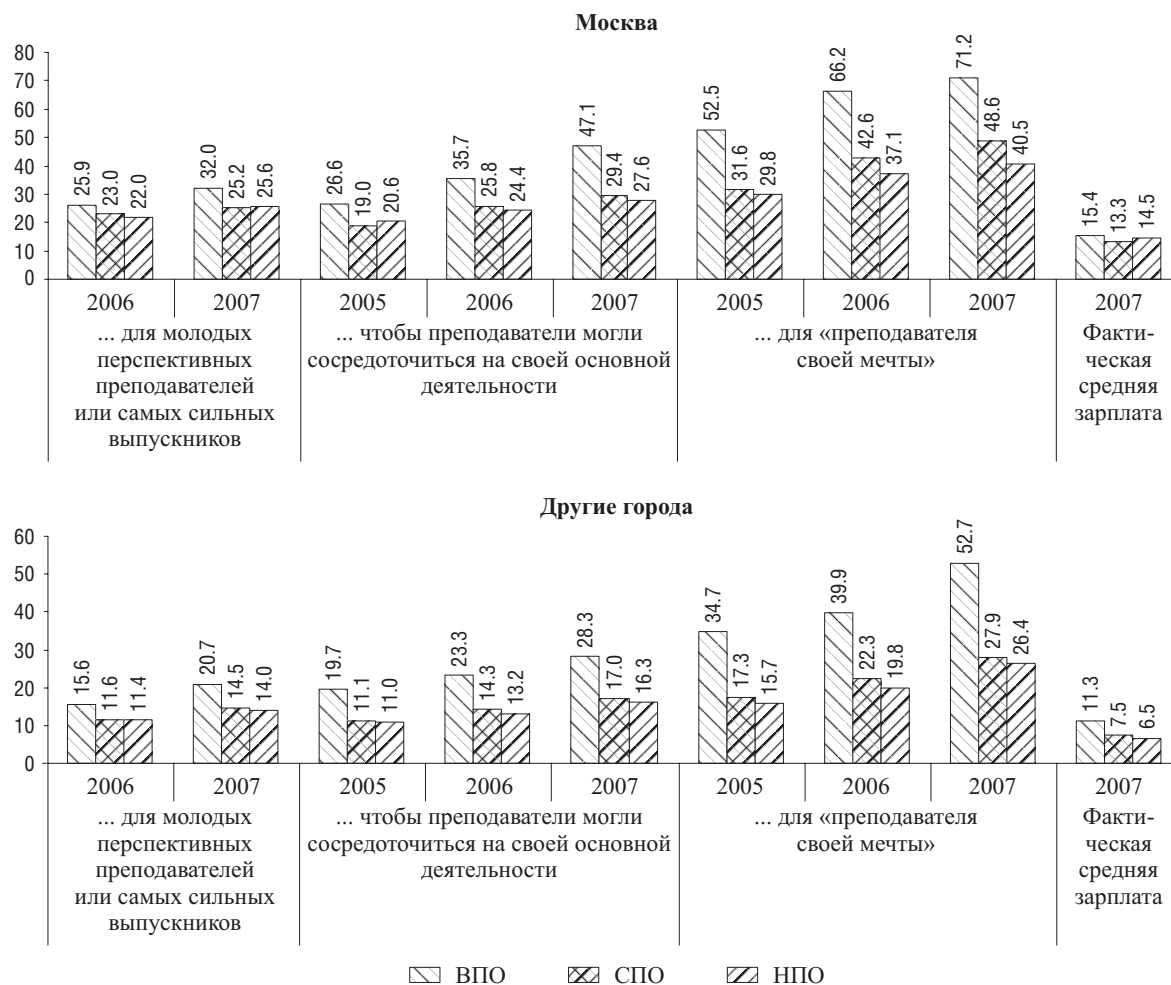 Москва
80
70
60
50
40
30
20
10
0
25.9 23.0 22.0 32.0 25.2 25.6 26.6 19.0 20.6 35.7 25.8 24.4 47.1 29.4 27.6 52.5 31.6 29.8 66.2 42.6 37.1 71.2 48.6 40.5 15.4 13.3 14.5
2006 2007 2005 2006 2007 2005 2006 2007 2007
... для молодых
перспективных
преподавателей
или самых сильных
выпускников
... чтобы преподаватели могли
сосредоточиться на своей основной
деятельности
... для «преподавателя
своей мечты»
Факти-
ческая
средняя
зарплата
Другие города
60
50
40
30
20
10
0
15.6 11.6 11.4 20.7 14.5 14.0 19.7 11.1 11.0 23.3 14.3 13.2 28.3 17.0 16.3 34.7 17.3 15.7 39.9 22.3 19.8 52.7 27.9 26.4 11.3 7.5 6.5
2006 2007 2005 2006 2007 2005 2006 2007 2007
... для молодых
перспективных
преподавателей
или самых сильных
выпускников
... чтобы преподаватели могли
сосредоточиться на своей основной
деятельности
... для «преподавателя
своей мечты»
Факти-
ческая
средняя
зарплата
ВПО СПО НПО